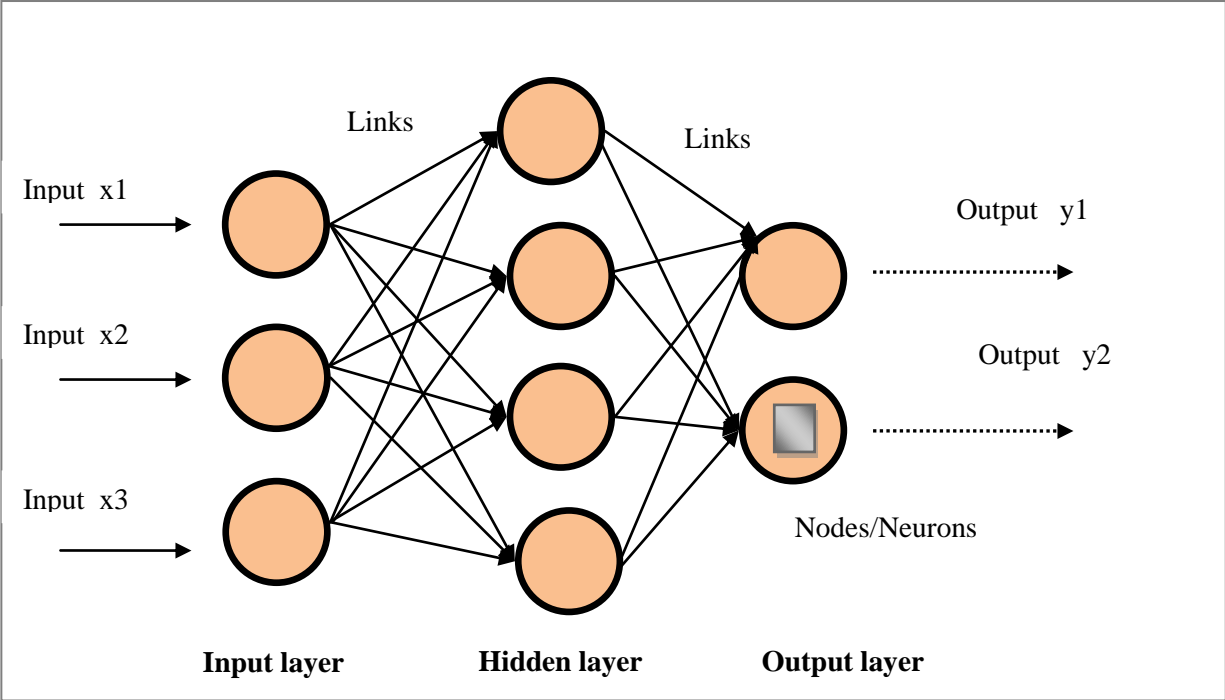 Links
Links
Input x1
Output y1
Input x2
Output y2
Input x3
Nodes/Neurons
Input layer
Hidden layer
Output layer